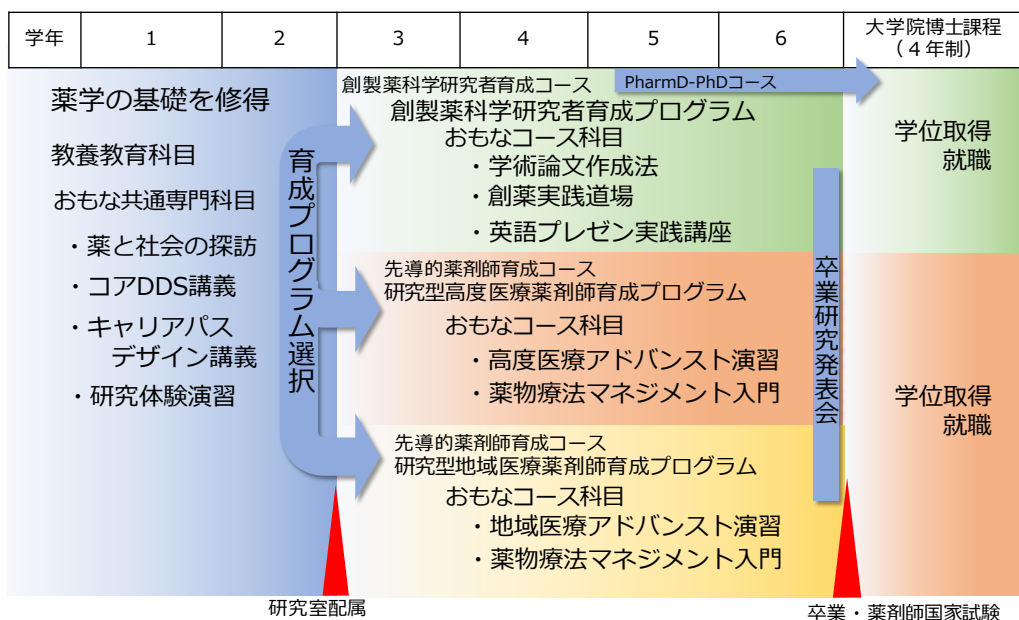 学年
1
2
3
4
5
6
大学院博士課程
（４年制）
薬学の基礎を修得
教養教育科目
おもな共通専門科目
・薬と社会の探訪
・コアDDS講義
・キャリアパス
デザイン講義
・研究体験演習
育成プログラム選択
創製薬科学研究者育成コース
PharmD-PhDコース
創製薬科学研究者育成プログラム
おもなコース科目
・学術論文作成法
・創薬実践道場
・英語プレゼン実践講座
先導的薬剤師育成コース
研究型高度医療薬剤師育成プログラム
おもなコース科目
・高度医療アドバンスト演習
・薬物療法マネジメント入門
先導的薬剤師育成コース
研究型地域医療薬剤師育成プログラム
おもなコース科目
・地域医療アドバンスト演習
・薬物療法マネジメント入門
卒業研究発表会
学位取得
就職
学位取得
就職
研究室配属
卒業・薬剤師国家試験